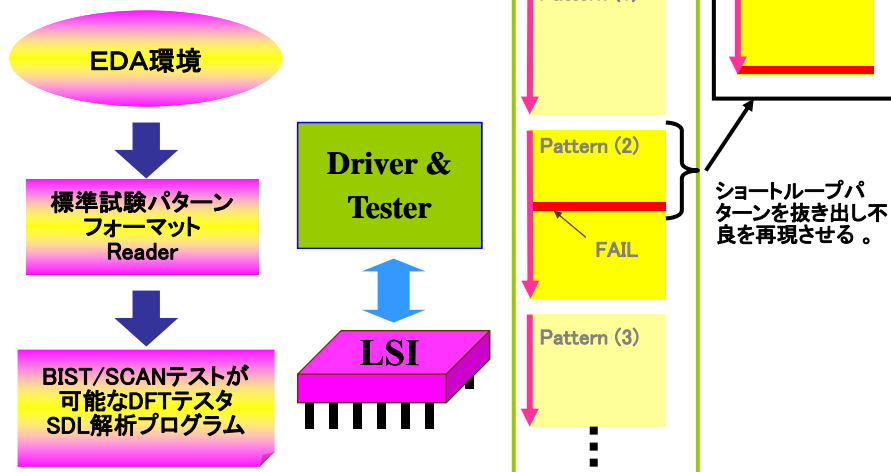 EDA環境
標準試験パターン
フォーマット
Reader
BIST/SCANテストが
可能なDFTテスタ
SDL解析プログラム
Driver &
Tester
LSI
Pattern (2)
FAIL
Pattern (3)
ショートループパ
ターンを抜き出し不
良を再現させる 。